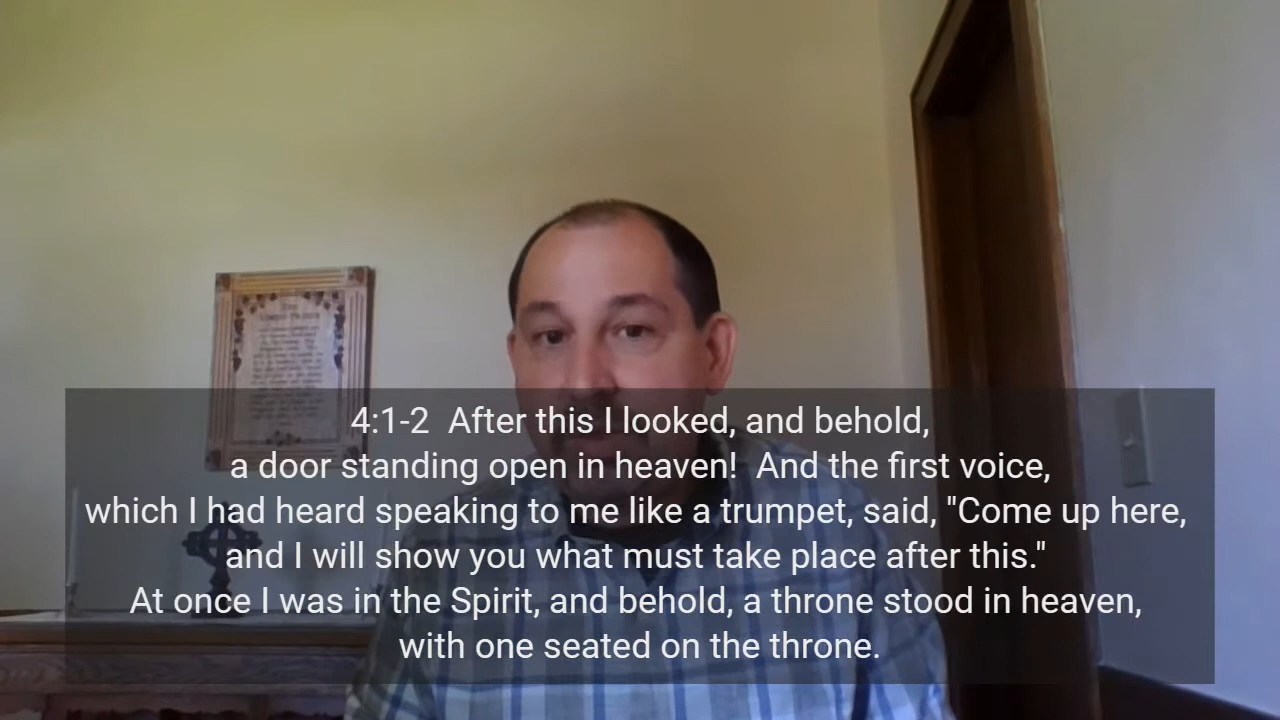 4:1-2  After this I looked, and behold,
a door standing open in heaven!  And the first voice,
which I had heard speaking to me like a trumpet, said, "Come up here,
and I will show you what must take place after this."
At once I was in the Spirit, and behold, a throne stood in heaven,
with one seated on the throne.